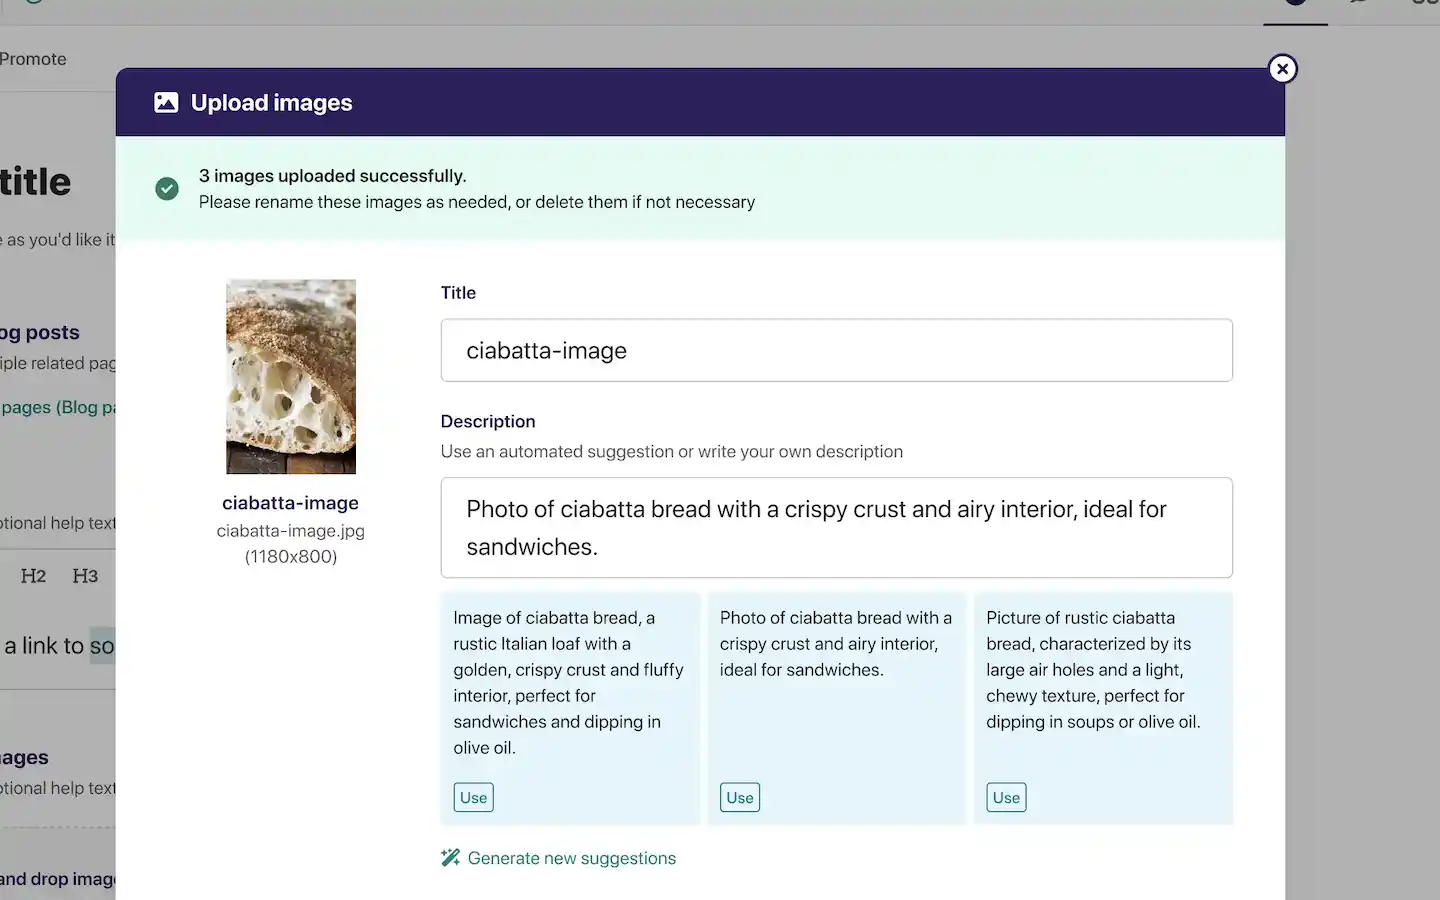 Promote
Upload images
3 images uploaded successfully.
Please rename these images as needed, or delete them if not necessary
title
e as you'd like it
og posts
iple related pag
pages (Blog pa
otional help text
H2 H3
a link to so
ages
otional help text
and drop imag
ciabatta-image
ciabatta-image.jpg
(1180x800)
Title
ciabatta-image
Description
Use an automated suggestion or write your own description
Photo of ciabatta bread with a crispy crust and airy interior, ideal for
sandwiches.
Image of ciabatta bread, a
rustic Italian loaf with a
golden, crispy crust and fluffy
interior, perfect for
sandwiches and dipping in
olive oil.
Use
Photo of ciabatta bread with a
crispy crust and airy interior,
ideal for sandwiches.
Use
Picture of rustic ciabatta
bread, characterized by its
large air holes and a light,
chewy texture, perfect for
dipping in soups or olive oil.
Use
Generate new suggestions